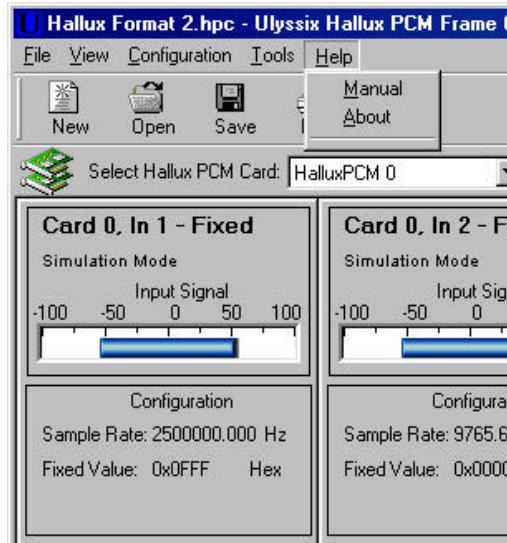 Hallux Format 2.hpc - Ulyssix Hallux PCM Frame
File View Configuration Tools Help
Manual
About
New Open Save
Select Hallux PCM Card: HalluxPCM 0
Card 0, In 1 - Fixed
Simulation Mode
Input Signal
-100 -50 0 50 100
Configuration
Sample Rate: 2500000.000 Hz
Fixed Value: 0x0FFF Hex
Card 0, In 2 - F
Simulation Mode
Input Sig
-100 -50 0
Configura
Sample Rate: 9765.6
Fixed Value: 0x0000